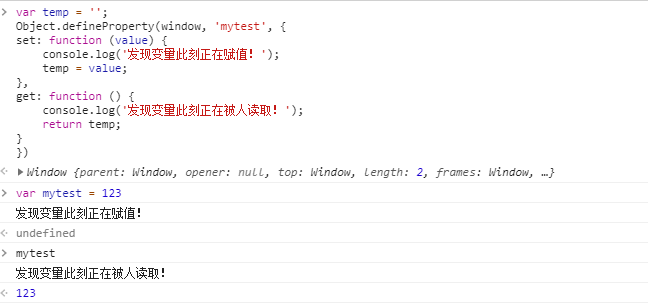 > var temp = '';
Object.defineProperty(window, 'mytest', {
set: function (value) {
    console.log('发现变量此刻正在赋值！');
    temp = value;
},
get: function () {
    console.log('发现变量此刻正在被人读取！');
    return temp;
}
})
▶ Window {parent: Window, opener: null, top: Window, length: 2, frames: Window, …}
> var mytest = 123
发现变量此刻正在赋值！
undefined
> mytest
发现变量此刻正在被人读取！
123